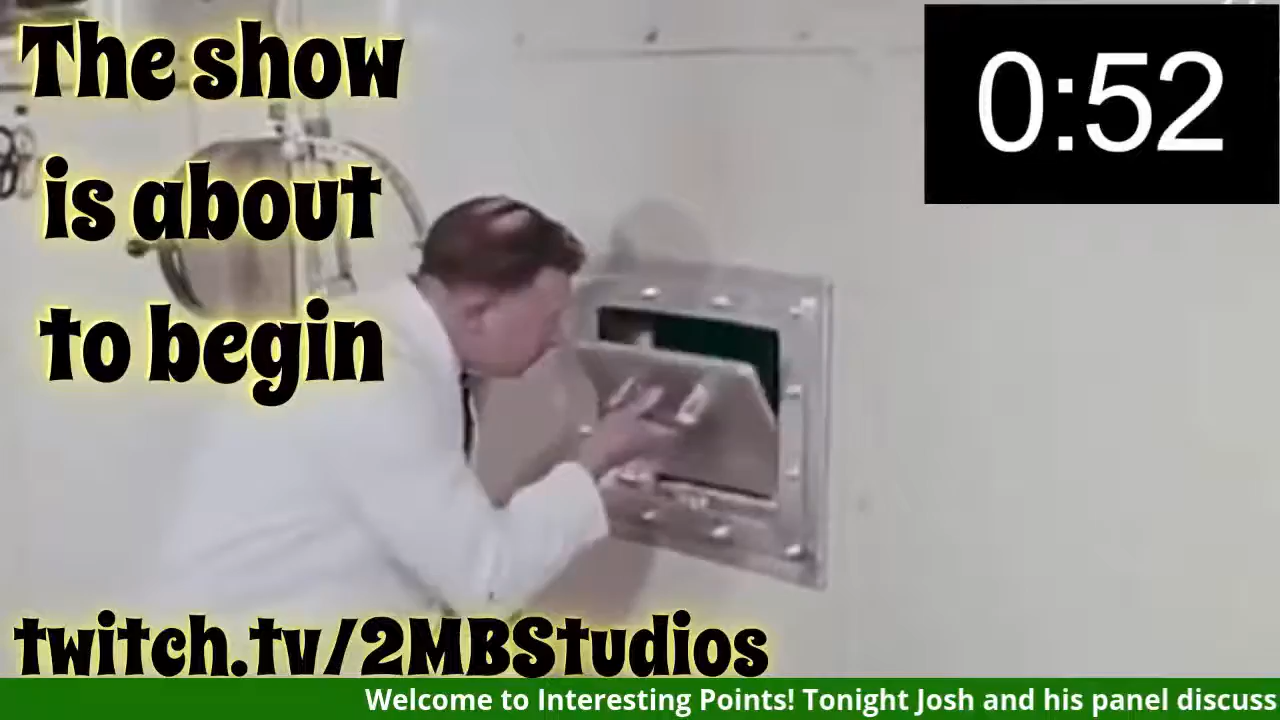 The show
is about
to begin
0:52
twitch.tv/2MBStudios
Welcome to Interesting Points! Tonight Josh and his panel discuss